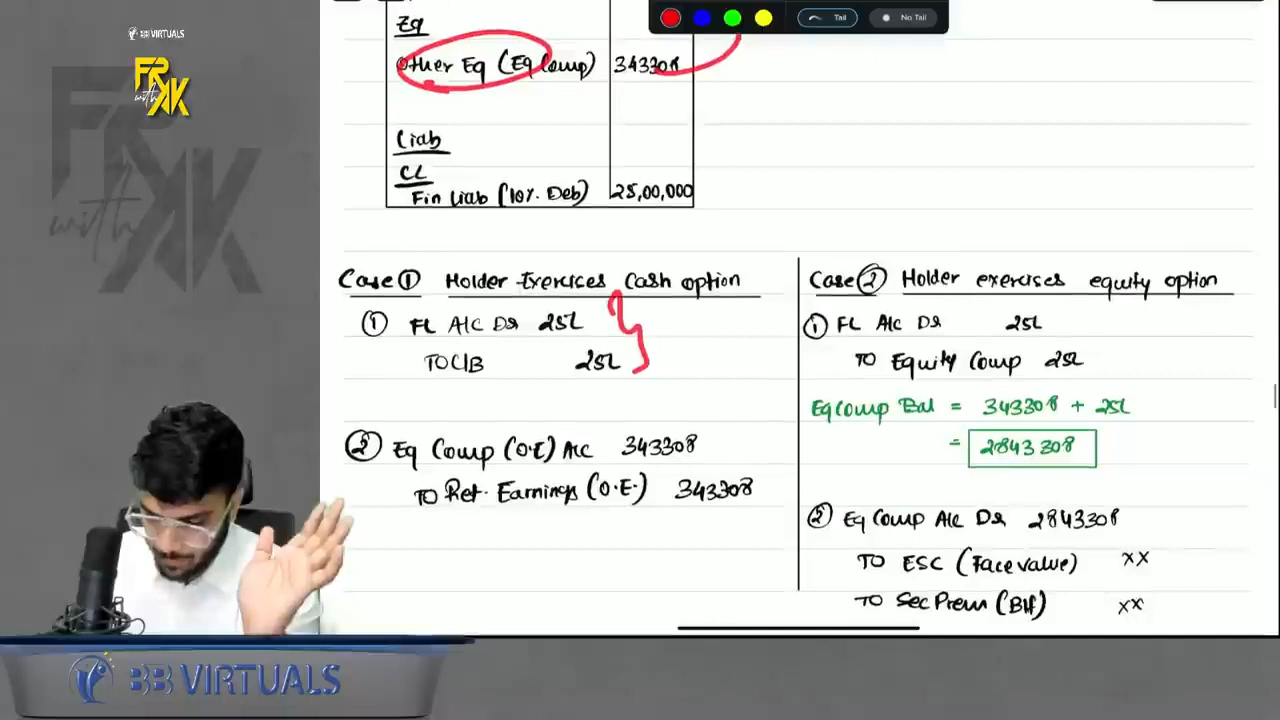 BB VIRTUALS
FR
with
KK
Tail
No Tail
Eq
Other Eq (Eq Comp) 343308
Liab
CL
Fin Liab (10% Deb) 25,00,000
Case ① Holder Exercises Cash option
① FL A/C Dr 25L
TO C/B 25L
② Eq Comp (O.E) A/c 343308
TO Ret. Earnings (O.E.) 343308
Case ② Holder exercises equity option
① FL A/C Dr 25L
TO Equity Comp 25L
Eq Comp Bal = 343308 + 25L
= 2843308
② Eq Comp A/c Dr 2843308
TO ESC (Face value) xx
TO Sec Prem (B/f) xx
FR
with
KK
BB VIRTUALS